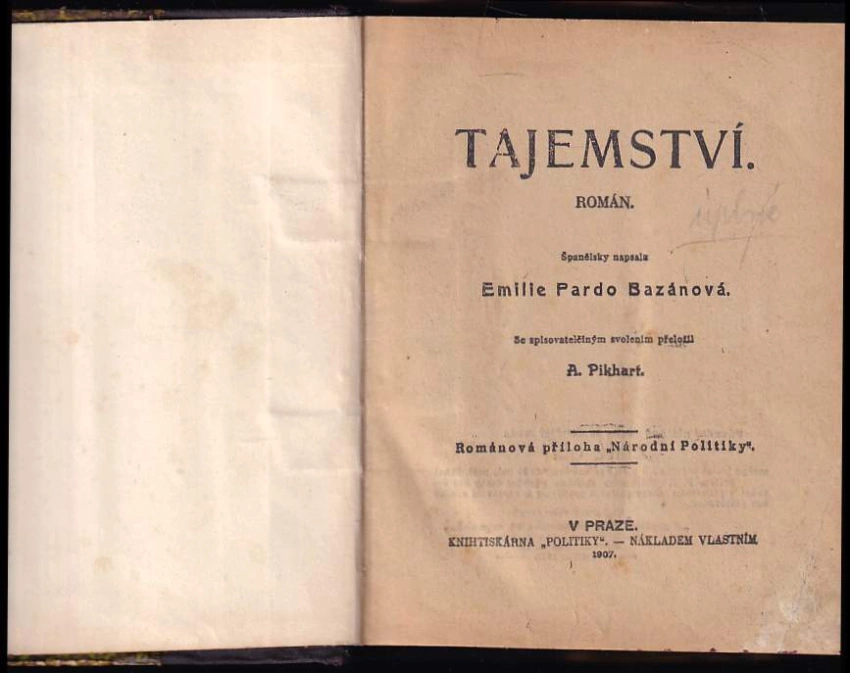 TAJEMSTVÍ.
ROMÁN.
Španělsky napsala
Emilie Pardo Bazánová.
Se spisovatelčiným svolením přeložil
A. Pikhart.
Románová příloha „Národní Politiky“.
V PRAZE.
KNIHTISKÁRNA „POLITIKY“. — NÁKLADEM VLASTNÍM.
1907.